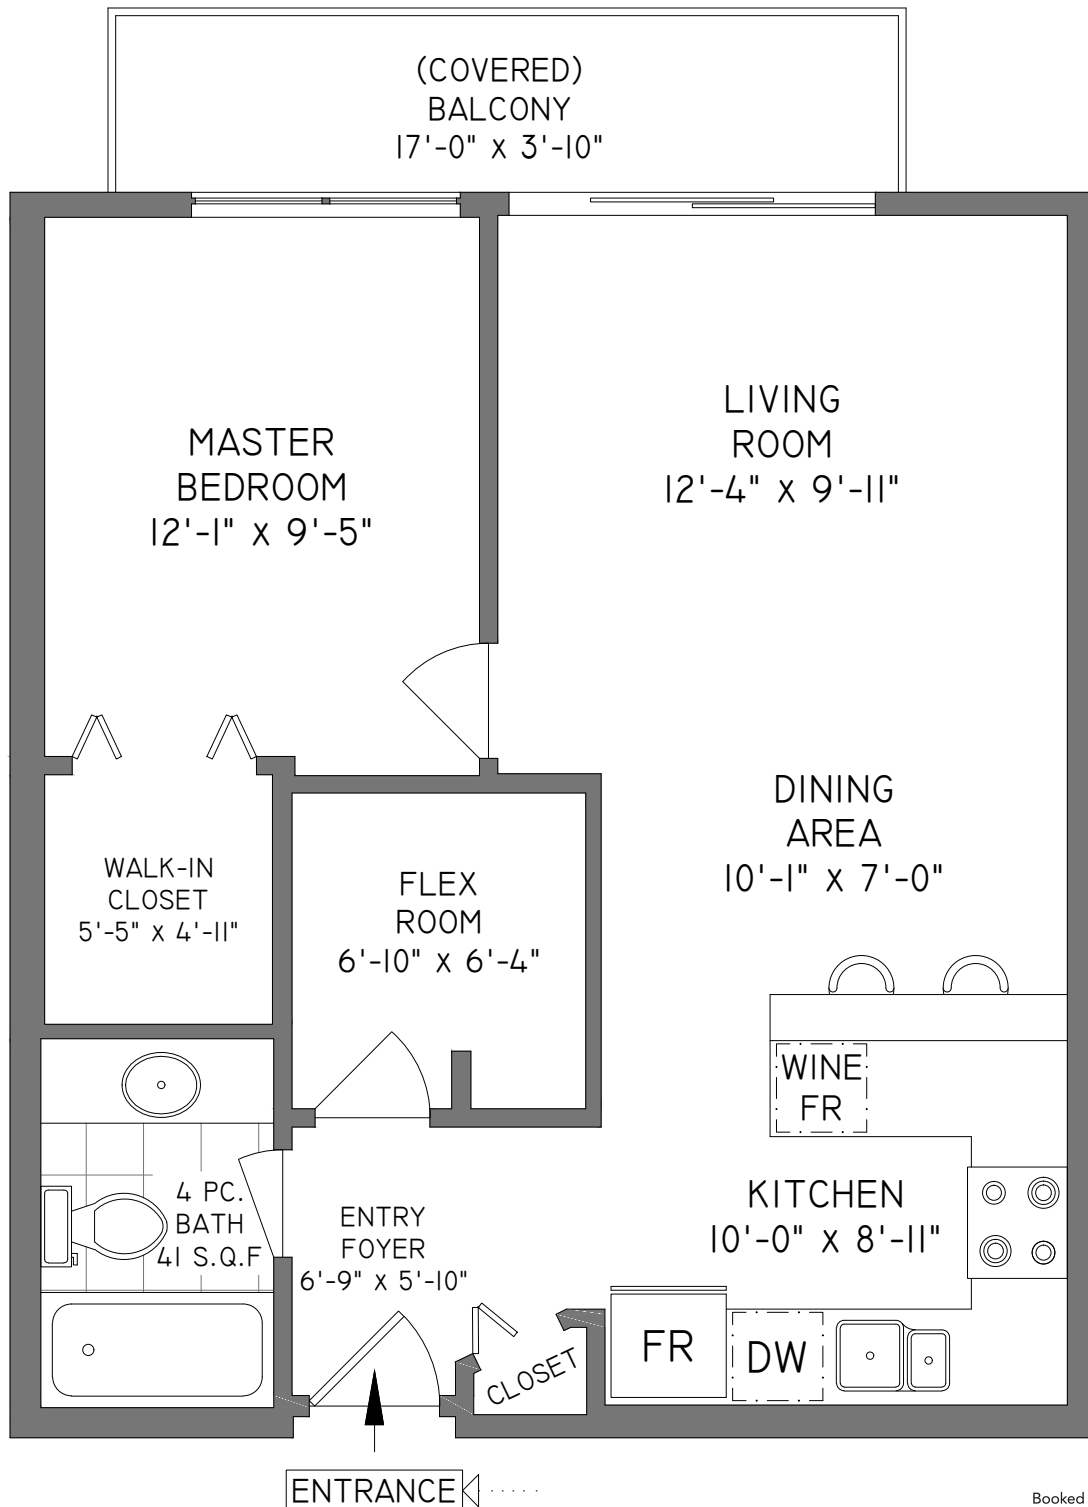 (COVERED)
BALCONY
17'-0" X 3'-10"
MASTER
BEDROOM
12'-1" X 9'-5"
LIVING
ROOM
12'-4" X 9'-11"
DINING
AREA
10'-1" X 7'-0"
WALK-IN
CLOSET
5'-5" X 4'-11"
FLEX
ROOM
6'-10" X 6'-4"
WINE
FR
4 PC.
BATH
41 S.Q.F
ENTRY
FOYER
6'-9" X 5'-10"
KITCHEN
10'-0" X 8'-11"
FR
DW
CLOSET
ENTRANCE
Booked